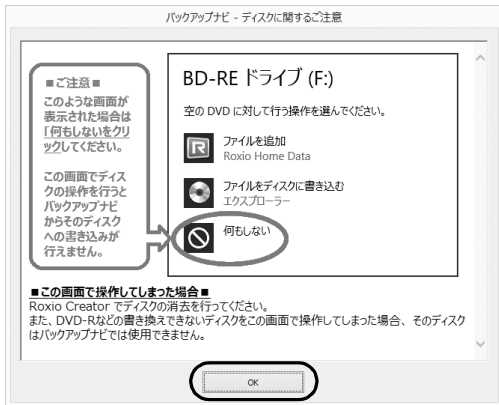 バックアップナビ - ディスクに関するご注意
■ご注意■
このような画面が
表示された場合は
「何もしない」をクリ
ックしてください。
この画面でディス
クの操作を行うと
バックアップナビ
からそのディスク
への書き込みが
行えません。
BD-RE ドライブ (F:)
空の DVD に対して行う操作を選んでください。
ファイルを追加
Roxio Home Data
ファイルをディスクに書き込む
エクスプローラー
何もしない
■この画面で操作してしまった場合■
Roxio Creator でディスクの消去を行ってください。
また、DVD-Rなどの書き換えできないディスクをこの画面で操作してしまった場合、そのディスク
はバックアップナビでは使用できません。
OK